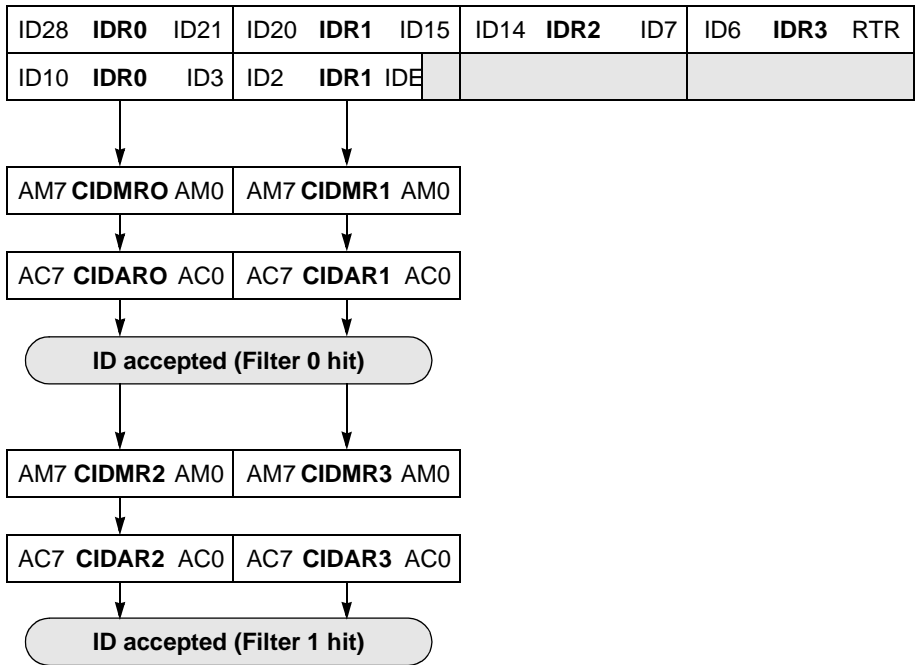 ID28 IDR0 ID21 ID20 IDR1 ID15 ID14 IDR2 ID7 ID6 IDR3 RTR
ID10 IDR0 ID3 ID2 IDR1 IDE
AM7 CIDMRO AM0 AM7 CIDMR1 AM0
AC7 CIDARO AC0 AC7 CIDAR1 AC0
ID accepted (Filter 0 hit)
AM7 CIDMR2 AM0 AM7 CIDMR3 AM0
AC7 CIDAR2 AC0 AC7 CIDAR3 AC0
ID accepted (Filter 1 hit)